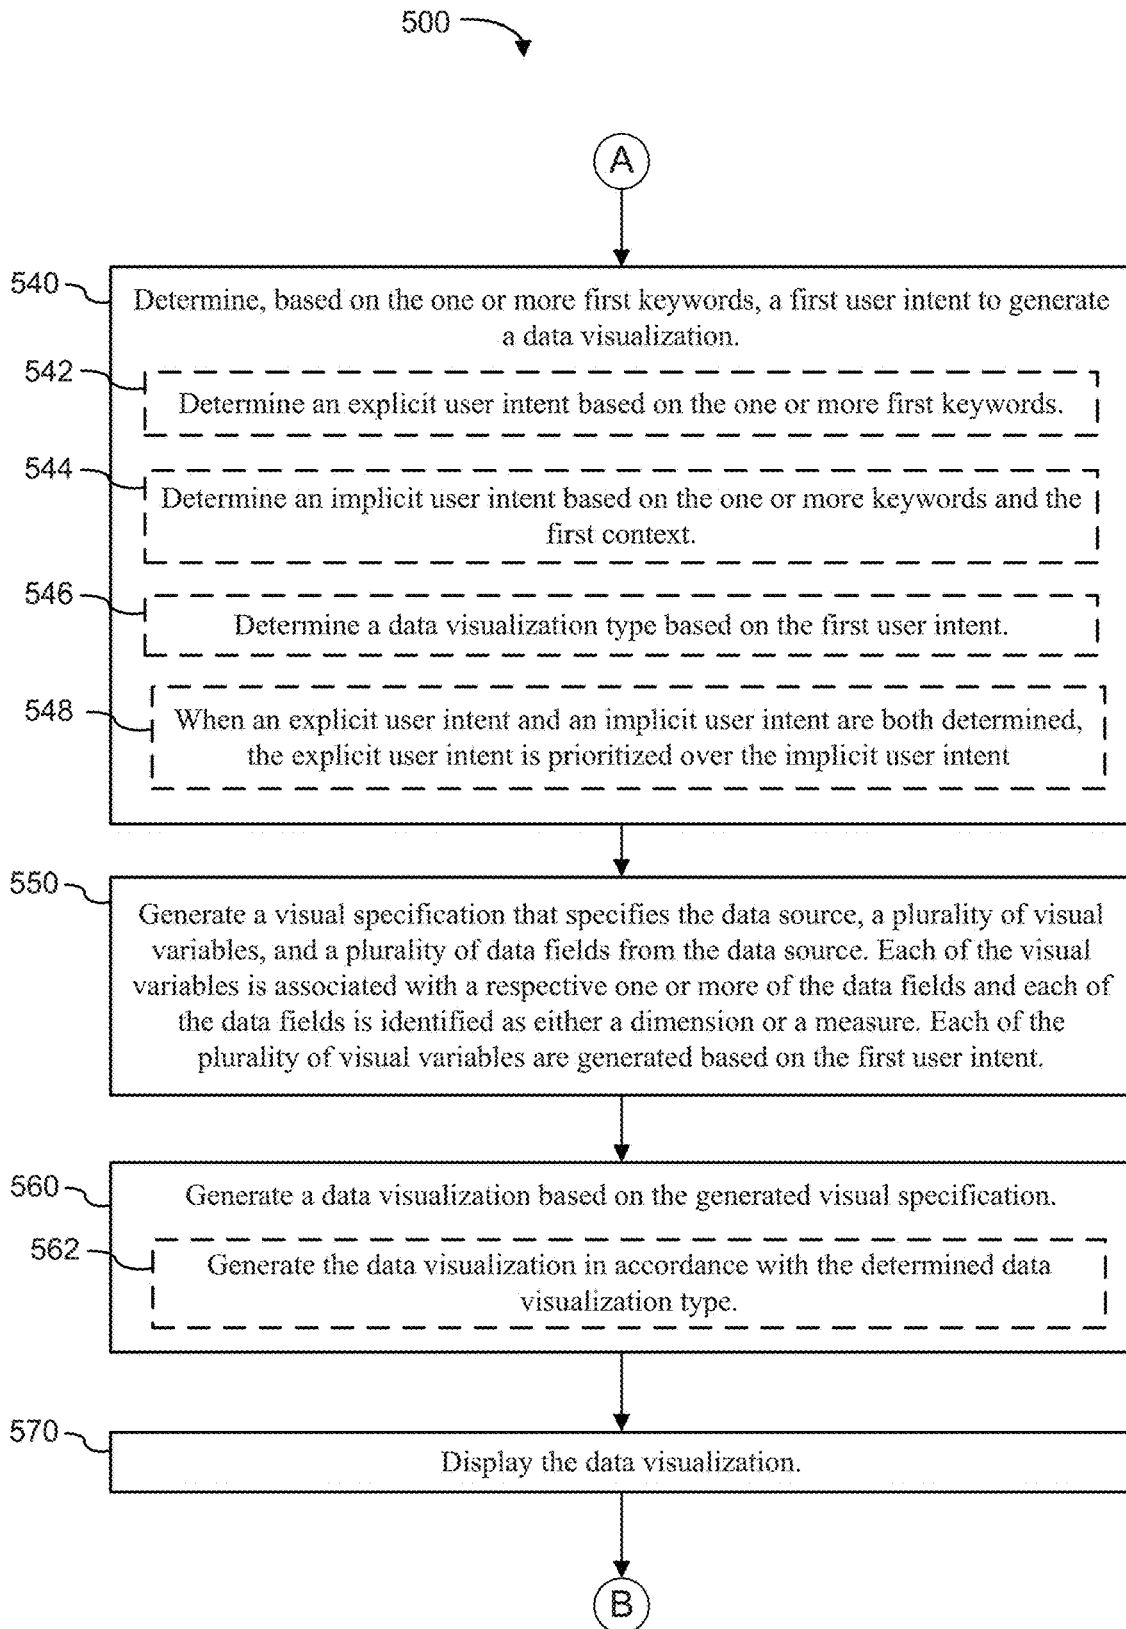 500
A
540
Determine, based on the one or more first keywords, a first user intent to generate
a data visualization.
542
Determine an explicit user intent based on the one or more first keywords.
544
Determine an implicit user intent based on the one or more keywords and the
first context.
546
Determine a data visualization type based on the first user intent.
548
When an explicit user intent and an implicit user intent are both determined,
the explicit user intent is prioritized over the implicit user intent
550
Generate a visual specification that specifies the data source, a plurality of visual
variables, and a plurality of data fields from the data source. Each of the visual
variables is associated with a respective one or more of the data fields and each of
the data fields is identified as either a dimension or a measure. Each of the
plurality of visual variables are generated based on the first user intent.
560
Generate a data visualization based on the generated visual specification.
562
Generate the data visualization in accordance with the determined data
visualization type.
570
Display the data visualization.
B